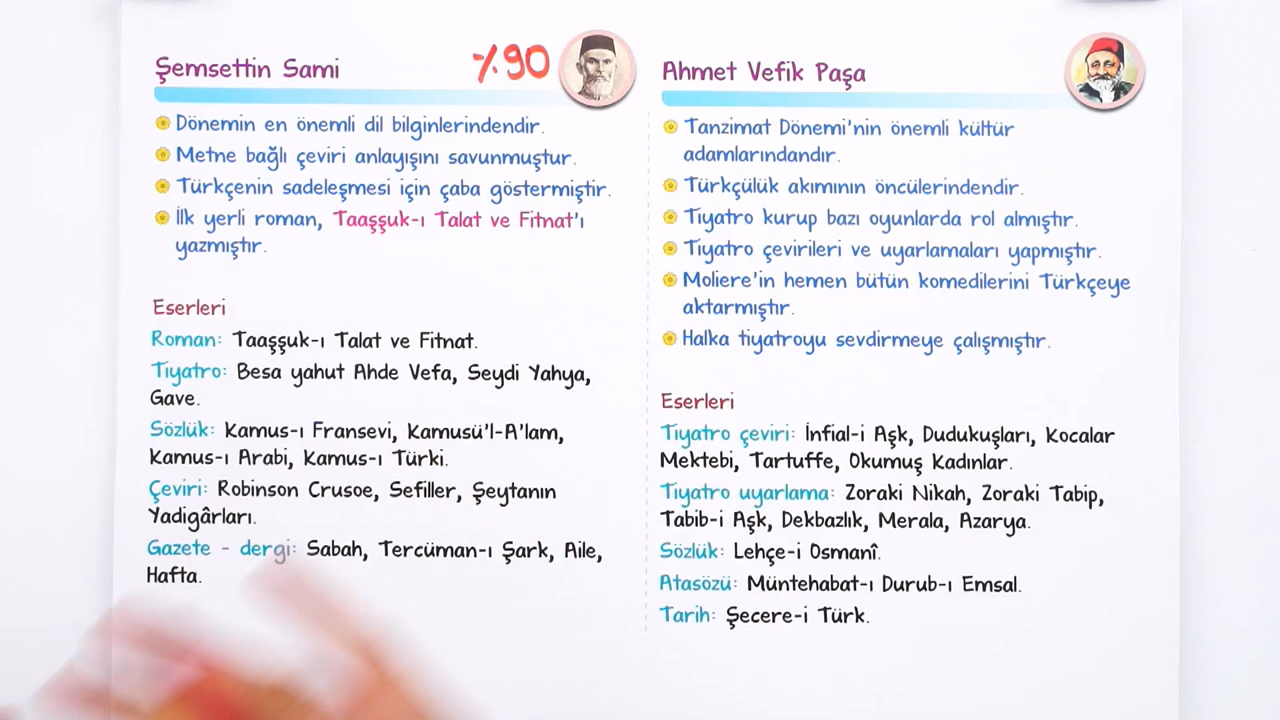 Şemsettin Sami
٪90
Dönemin en önemli dil bilginlerindendir.
Metne bağlı çeviri anlayışını savunmuştur.
Türkçenin sadeleşmesi için çaba göstermiştir.
İlk yerli roman, Taaşşuk-ı Talat ve Fitnat'ı
yazmıştır.
Eserleri
Roman: Taaşşuk-ı Talat ve Fitnat.
Tiyatro: Besa yahut Ahde Vefa, Seydi Yahya,
Gave.
Sözlük: Kamus-ı Fransevi, Kamusü'l-A'lam,
Kamus-ı Arabi, Kamus-ı Türki.
Çeviri: Robinson Crusoe, Sefiller, Şeytanın
Yadigârları.
Gazete - dergi: Sabah, Tercüman-ı Şark, Aile,
Hafta.
Ahmet Vefik Paşa
Tanzimat Dönemi'nin önemli kültür
adamlarındandır.
Türkçülük akımının öncülerindendir.
Tiyatro kurup bazı oyunlarda rol almıştır.
Tiyatro çevirileri ve uyarlamaları yapmıştır.
Moliere'in hemen bütün komedilerini Türkçeye
aktarmıştır.
Halka tiyatroyu sevdirmeye çalışmıştır.
Eserleri
Tiyatro çeviri: İnfial-i Aşk, Dudukuşları, Kocalar
Mektebi, Tartuffe, Okumuş Kadınlar.
Tiyatro uyarlama: Zoraki Nikah, Zoraki Tabip,
Tabib-i Aşk, Dekbazlık, Merala, Azarya.
Sözlük: Lehçe-i Osmanî.
Atasözü: Müntehabat-ı Durub-ı Emsal.
Tarih: Şecere-i Türk.